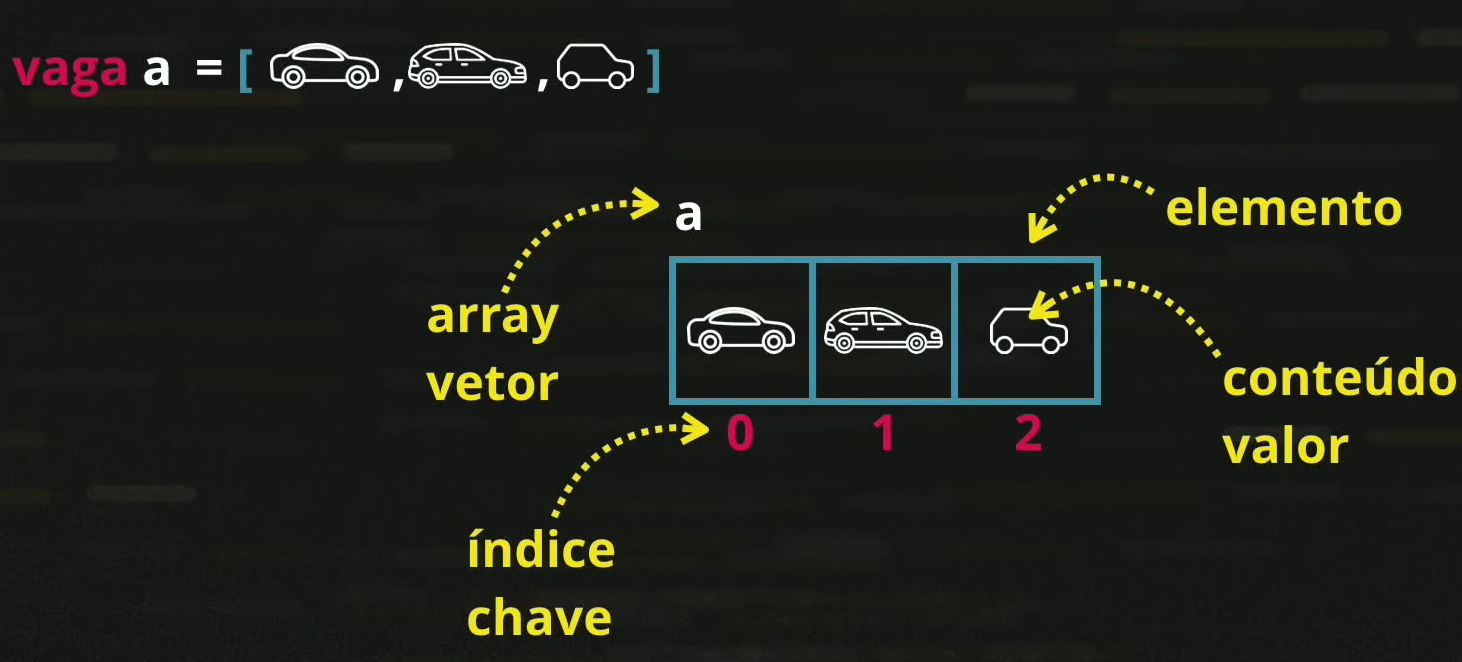 vaga a = [ , , ]
a
elemento
array
vetor
conteúdo
valor
0 1 2
índice
chave